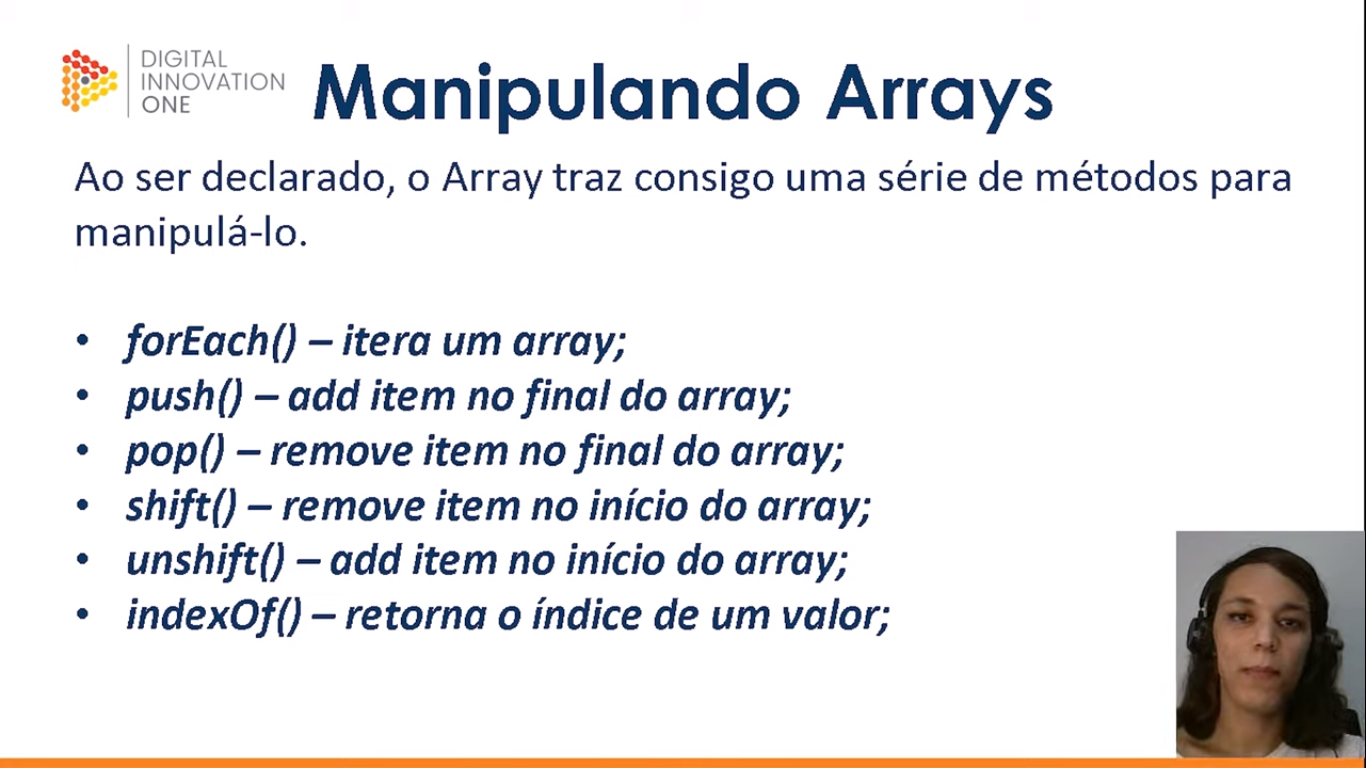 DIGITAL
INNOVATION
ONE
Manipulando Arrays
Ao ser declarado, o Array traz consigo uma série de métodos para
manipulá-lo.
• forEach() – itera um array;
• push() – add item no final do array;
• pop() – remove item no final do array;
• shift() – remove item no início do array;
• unshift() – add item no início do array;
• indexOf() – retorna o índice de um valor;